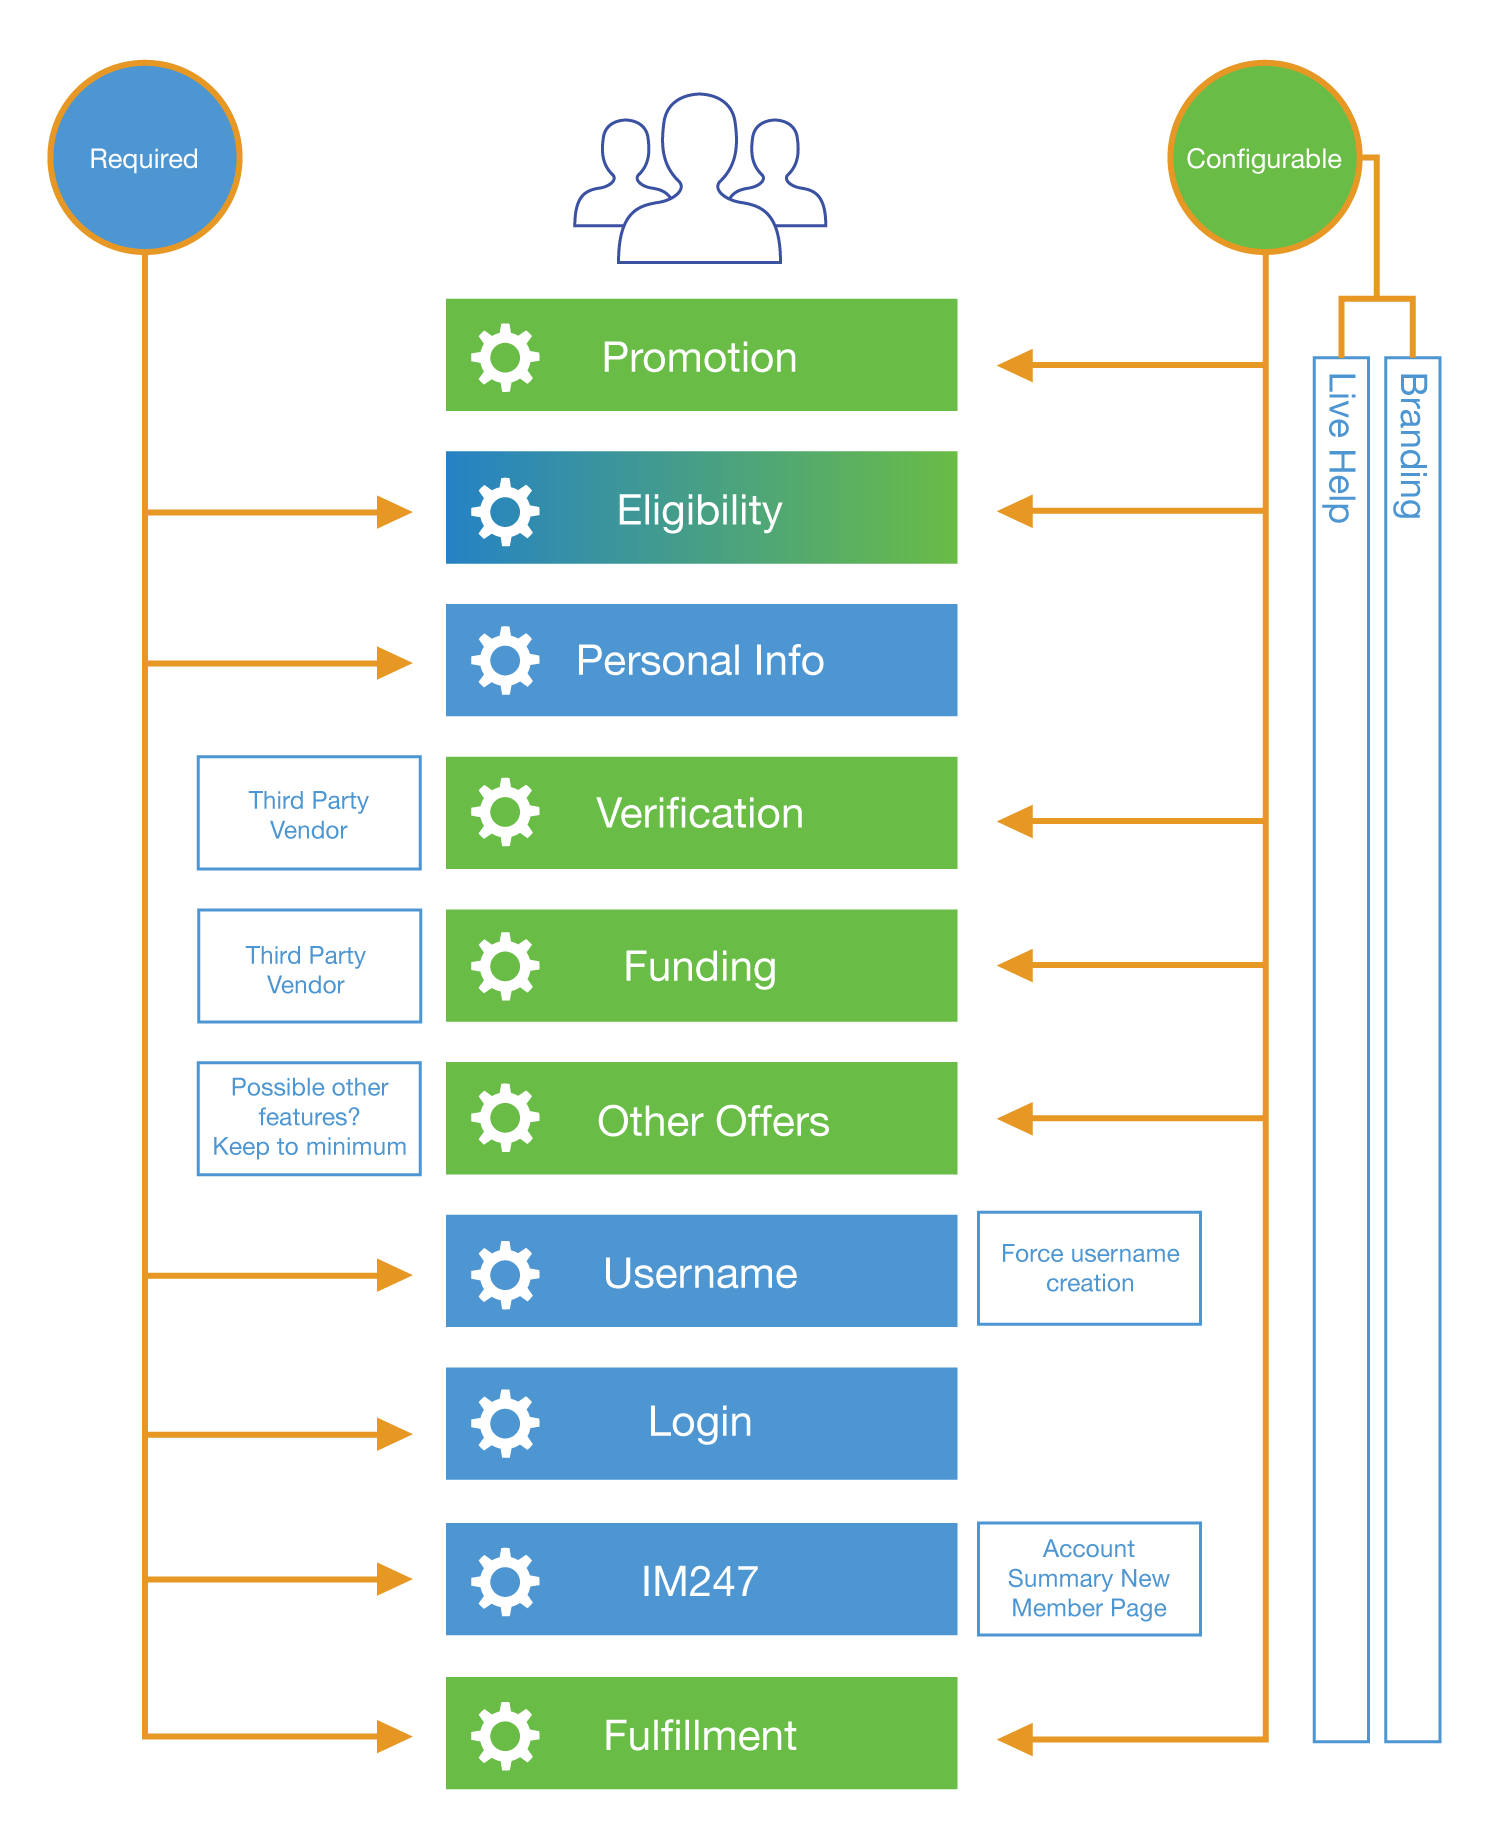 Required
Configurable
Promotion
Live Help
Branding
Eligibility
Personal Info
Third Party
Vendor
Verification
Third Party
Vendor
Funding
Possible other
features?
Keep to minimum
Other Offers
Username
Force username
creation
Login
IM247
Account
Summary New
Member Page
Fulfillment